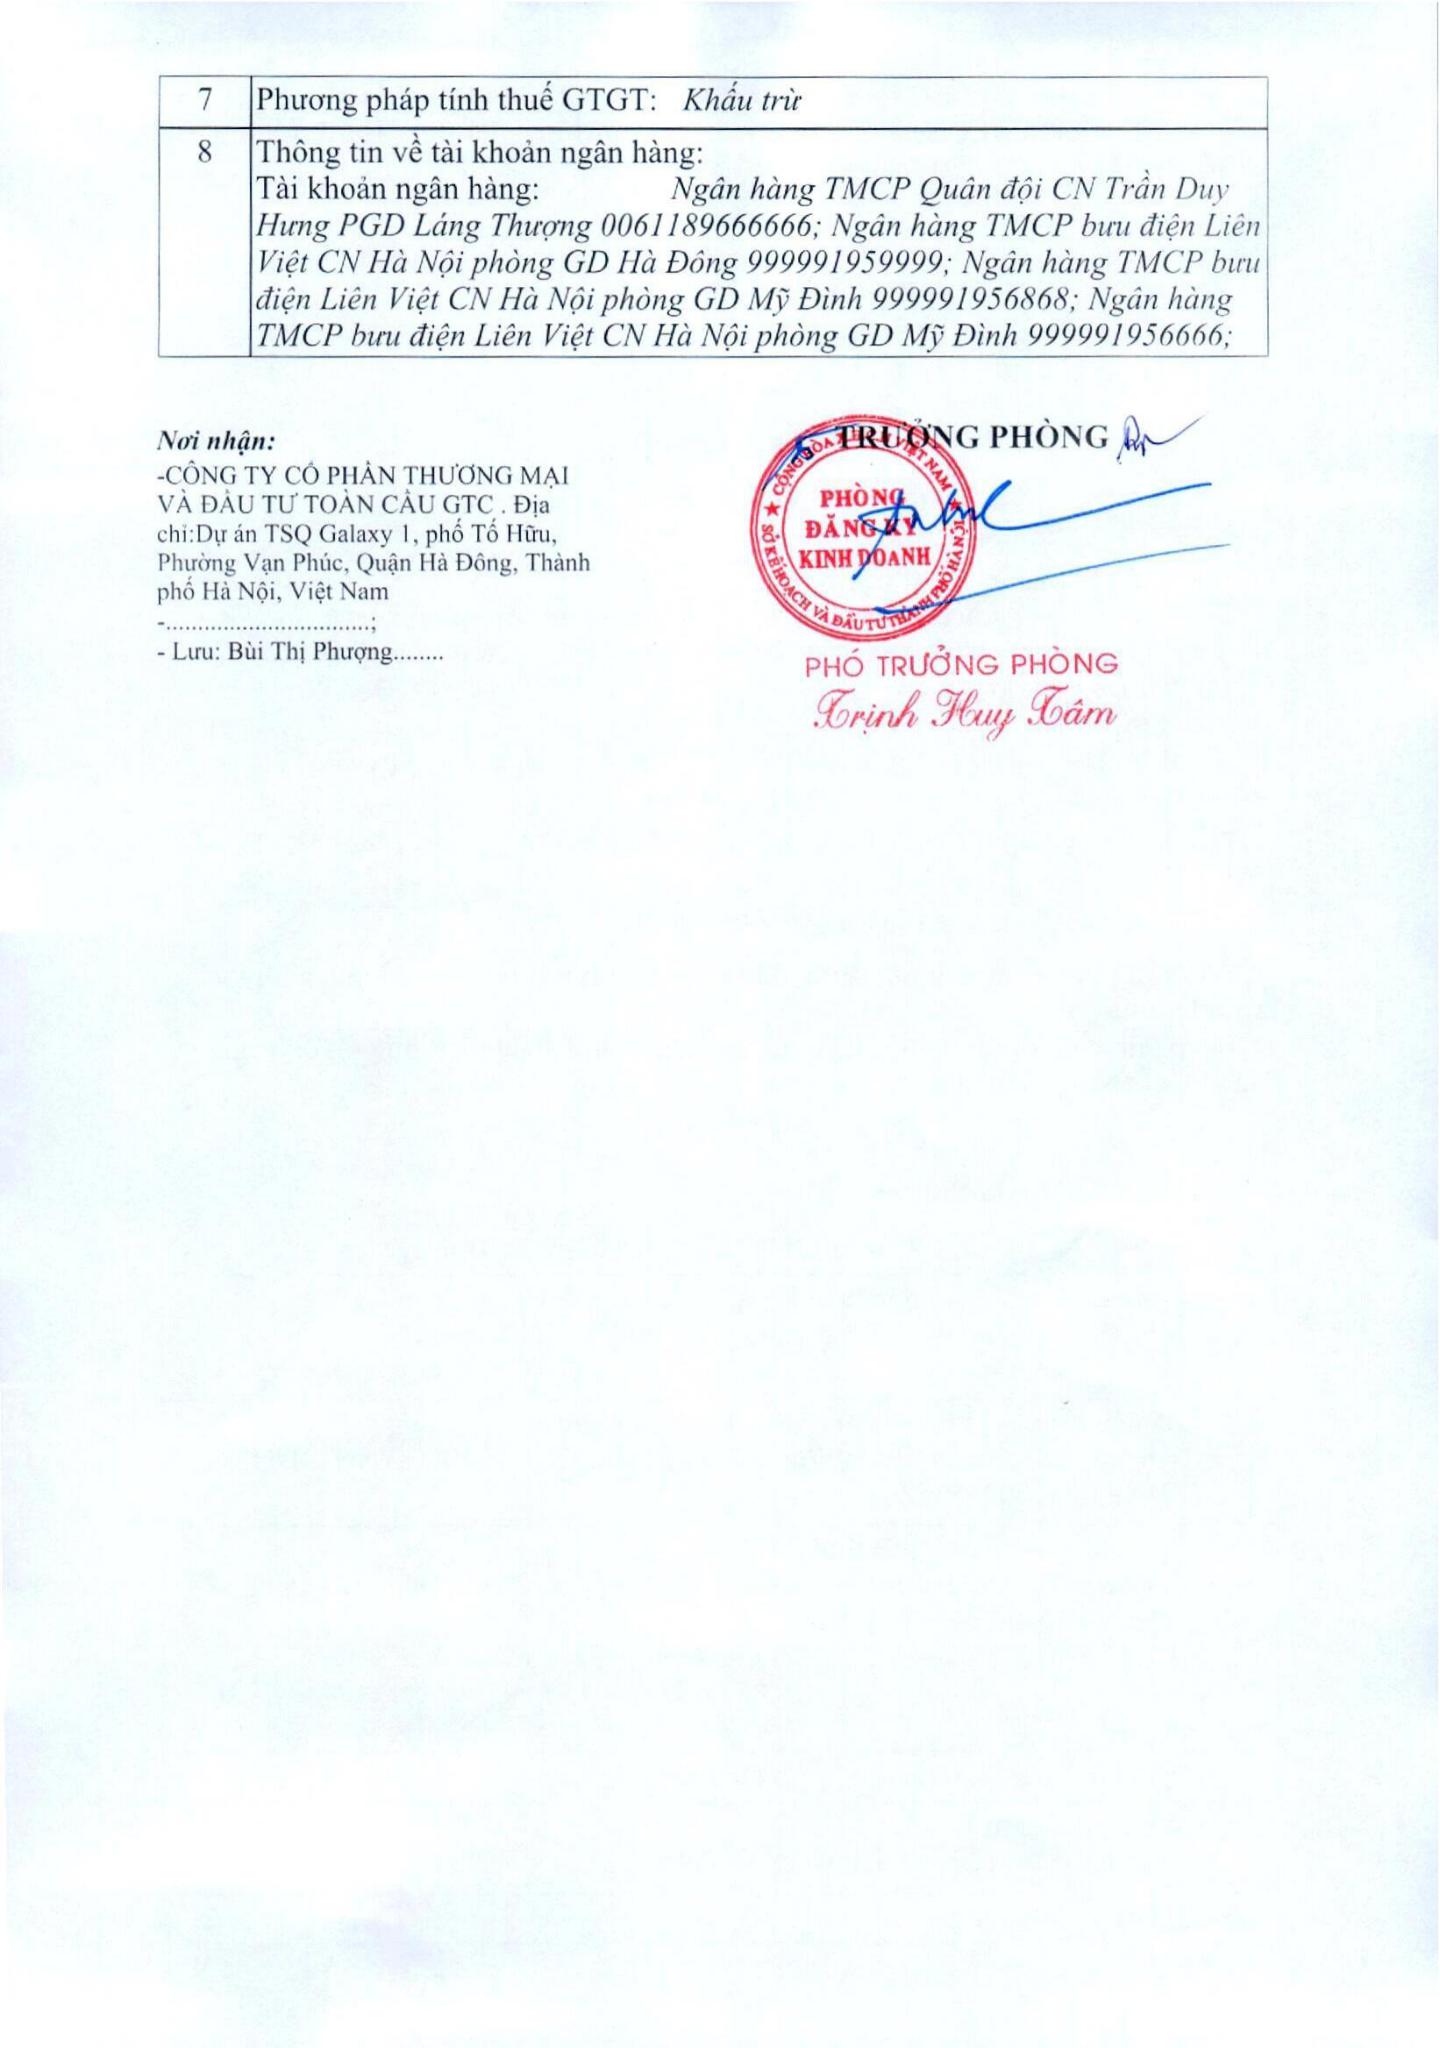 7 Phương pháp tính thuế GTGT: Khấu trừ
8 Thông tin về tài khoản ngân hàng:
Tài khoản ngân hàng: Ngân hàng TMCP Quân đội CN Trần Duy
Hưng PGD Láng Thượng 0061189666666; Ngân hàng TMCP bưu điện Liên
Việt CN Hà Nội phòng GD Hà Đông 999991959999; Ngân hàng TMCP bưu
điện Liên Việt CN Hà Nội phòng GD Mỹ Đình 999991956868; Ngân hàng
TMCP bưu điện Liên Việt CN Hà Nội phòng GD Mỹ Đình 999991956666;
Nơi nhận:
-CÔNG TY CỔ PHẦN THƯƠNG MẠI
VÀ ĐẦU TƯ TOÀN CẦU GTC . Địa
chỉ:Dự án TSQ Galaxy 1, phố Tố Hữu,
Phường Vạn Phúc, Quận Hà Đông, Thành
phố Hà Nội, Việt Nam
-...............................;
- Lưu: Bùi Thị Phượng........
TRƯỞNG PHÒNG
CỘNG HÒA X.H.C.N VIỆT NAM
PHÒNG
ĐĂNG KÝ
KINH DOANH
SỞ KẾ HOẠCH VÀ ĐẦU TƯ THÀNH PHỐ HÀ NỘI
PHÓ TRƯỞNG PHÒNG
Trịnh Huy Tâm